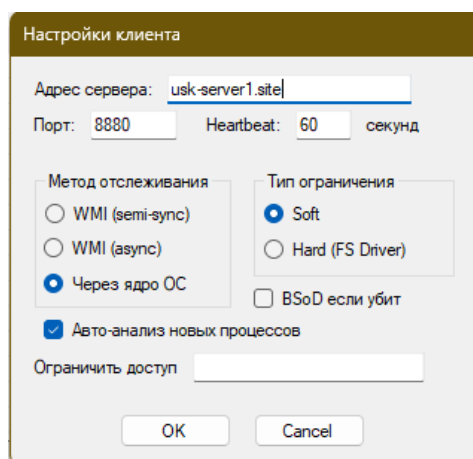 Настройки клиента
Адрес сервера: usk-server1.site
Порт: 8880 Heartbeat: 60 секунд
Метод отслеживания
WMI (semi-sync)
WMI (async)
Через ядро ОС
Тип ограничения
Soft
Hard (FS Driver)
BSoD если убит
Авто-анализ новых процессов
Ограничить доступ
OK Cancel